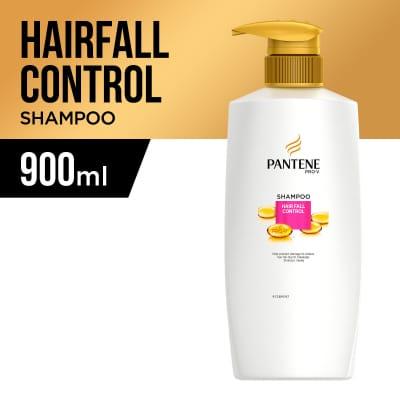 HAIRFALL
CONTROL
SHAMPOO
900ml
PANTENE
PRO-V
SHAMPOO
HAIR FALL
CONTROL